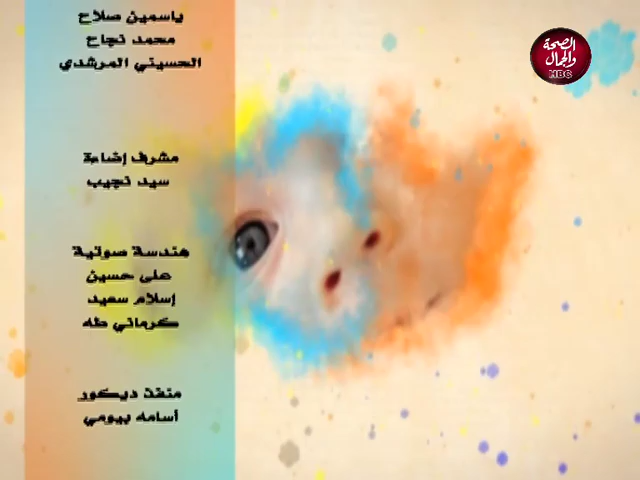 ياسمين صلاح
محمد نجاح
الحسيني المرشدي
الصحة
والجمال
HBC
مشرف إضاءة
سيد نجيب
هندسة صوتية
على حسين
إسلام سعيد
كرماني طه
منفذ ديكور
أسامه بيومي